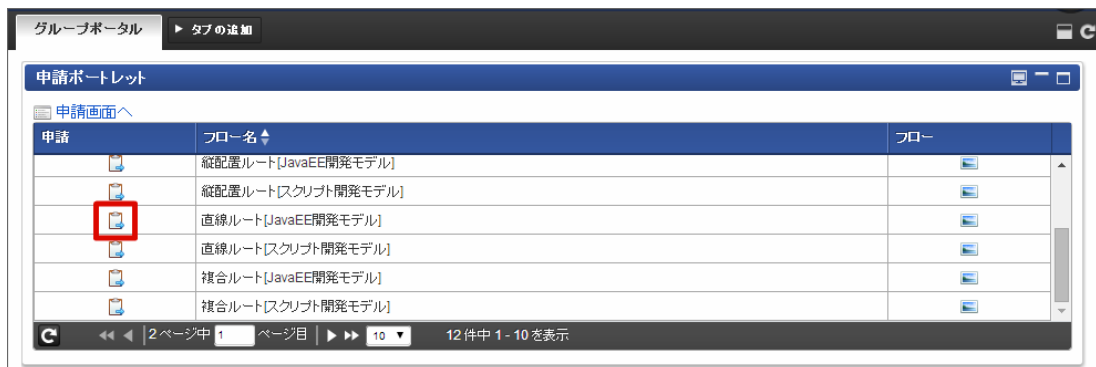 グループポータル ▶ タブの追加
申請ポートレット
申請画面へ
申請 フロー名 フロー
縦配置ルート[JavaEE開発モデル]
縦配置ルート[スクリプト開発モデル]
直線ルート[JavaEE開発モデル]
直線ルート[スクリプト開発モデル]
複合ルート[JavaEE開発モデル]
複合ルート[スクリプト開発モデル]
2 ページ中 1 ページ目 10 12 件中 1 - 10 を表示